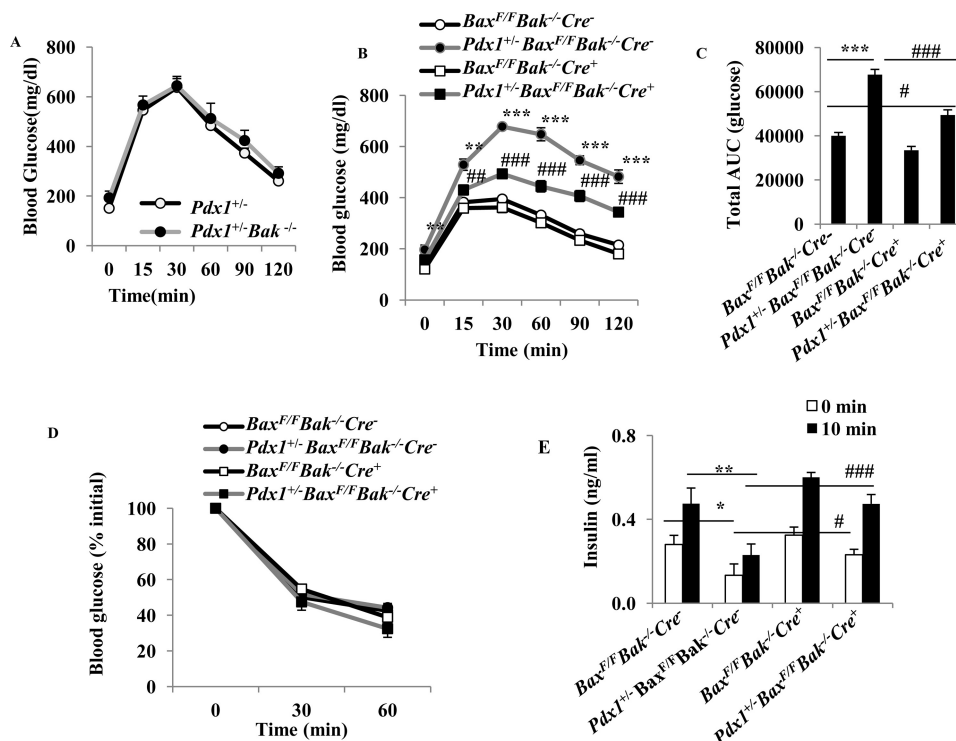 A
Blood Glucose(mg/dl)
800
600
400
200
0
0 15 30 60 90 120
Time(min)
Pdx1+/-
Pdx1+/-Bak -/-
B
BaxF/FBak-/-Cre-
Pdx1+/- BaxF/FBak-/-Cre-
BaxF/FBak-/-Cre+
Pdx1+/-BaxF/FBak-/-Cre+
Blood glucose (mg/dl)
800
600
400
200
0
** ** *** *** *** ***
## ### ### ### ###
0 15 30 60 90 120
Time (min)
C
Total AUC (glucose)
80000
60000
40000
20000
0
*** ###
#
BaxF/FBak-/-Cre-
Pdx1+/- BaxF/FBak-/-Cre-
BaxF/FBak-/-Cre+
Pdx1+/-BaxF/FBak-/-Cre+
D
BaxF/FBak-/-Cre-
Pdx1+/- BaxF/FBak-/-Cre-
BaxF/FBak-/-Cre+
Pdx1+/-BaxF/FBak-/-Cre+
Blood glucose (% initial)
120
100
80
60
40
20
0
0 30 60
Time (min)
E
0 min
10 min
Insulin (ng/ml)
0.8
0.6
0.4
0.2
0.0
** ###
* #
BaxF/FBak-/-Cre-
Pdx1+/- BaxF/FBak-/-Cre-
BaxF/FBak-/-Cre+
Pdx1+/-BaxF/FBak-/-Cre+